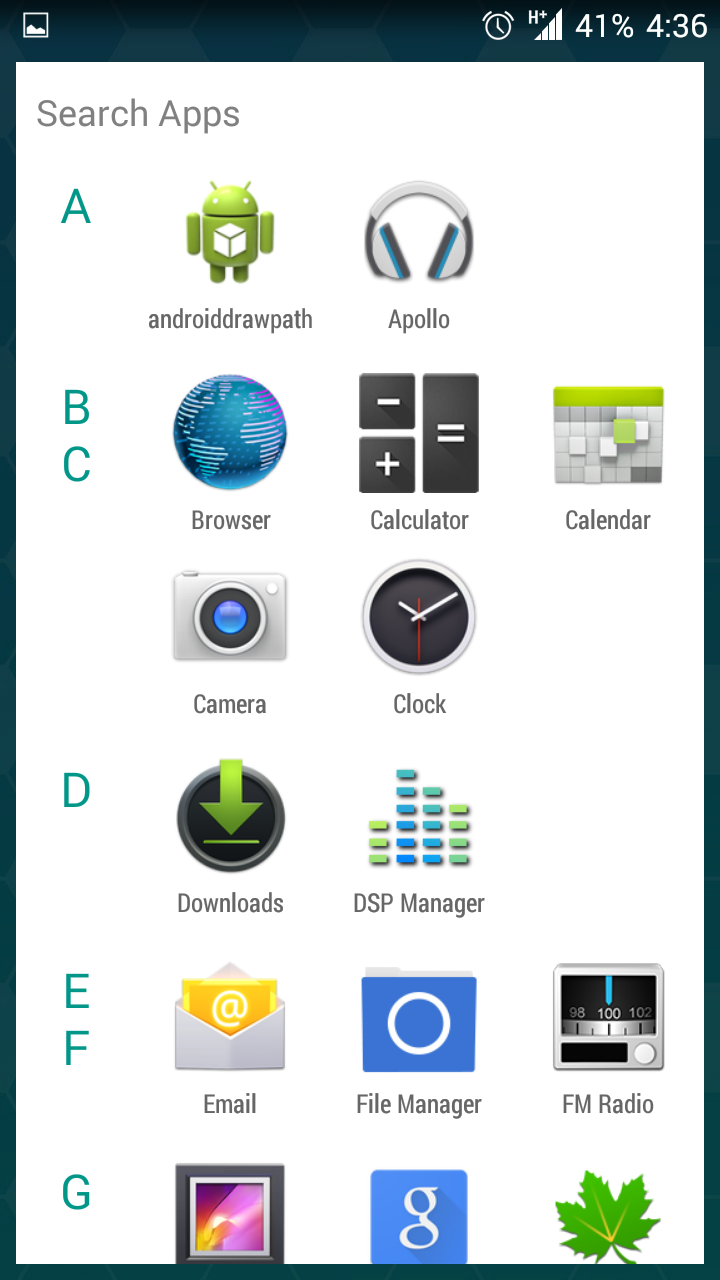 H+ 41% 4:36
Search Apps
A
androiddrawpath Apollo
B
C
Browser Calculator Calendar
Camera Clock
D
Downloads DSP Manager
E
F
@
98 100 102
Email File Manager FM Radio
G
g